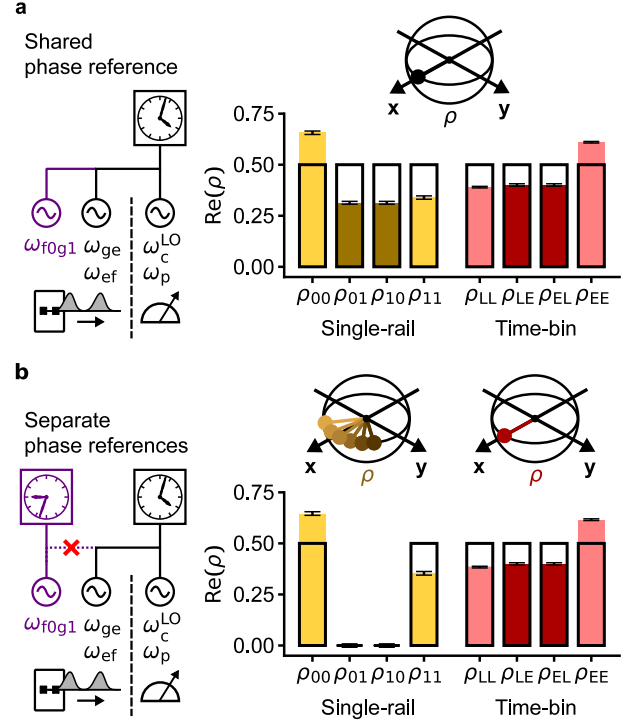 a
Shared
phase reference
x y
ρ
ω_f0g1 ω_ge ω_c^LO
ω_ef ω_p
Re(ρ)
0.75
0.50
0.25
0.00
ρ_00 ρ_01 ρ_10 ρ_11 ρ_LL ρ_LE ρ_EL ρ_EE
Single-rail Time-bin
b
Separate
phase references
x y x y
ρ ρ
ω_f0g1 ω_ge ω_c^LO
ω_ef ω_p
Re(ρ)
0.75
0.50
0.25
0.00
ρ_00 ρ_01 ρ_10 ρ_11 ρ_LL ρ_LE ρ_EL ρ_EE
Single-rail Time-bin